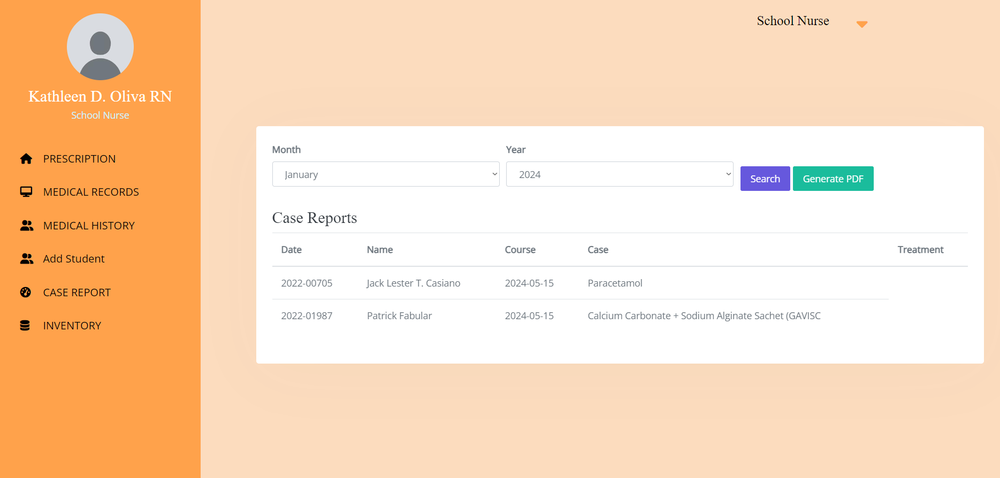 Kathleen D. Oliva RN
School Nurse
PRESCRIPTION
MEDICAL RECORDS
MEDICAL HISTORY
Add Student
CASE REPORT
INVENTORY
School Nurse
Month Year
January 2024 Search Generate PDF
Case Reports
Date Name Course Case Treatment
2022-00705 Jack Lester T. Casiano 2024-05-15 Paracetamol
2022-01987 Patrick Fabular 2024-05-15 Calcium Carbonate + Sodium Alginate Sachet (GAVISC